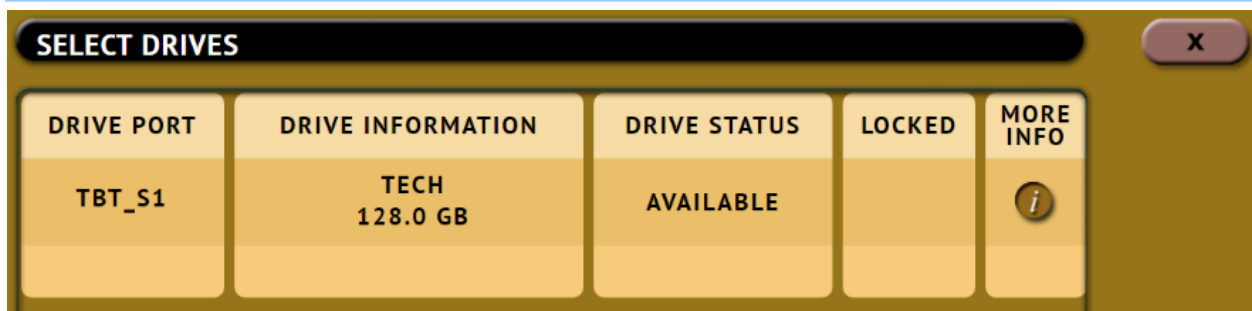 SELECT DRIVES
X
DRIVE PORT
DRIVE INFORMATION
DRIVE STATUS
LOCKED
MORE
INFO
TBT_S1
TECH
128.0 GB
AVAILABLE
i